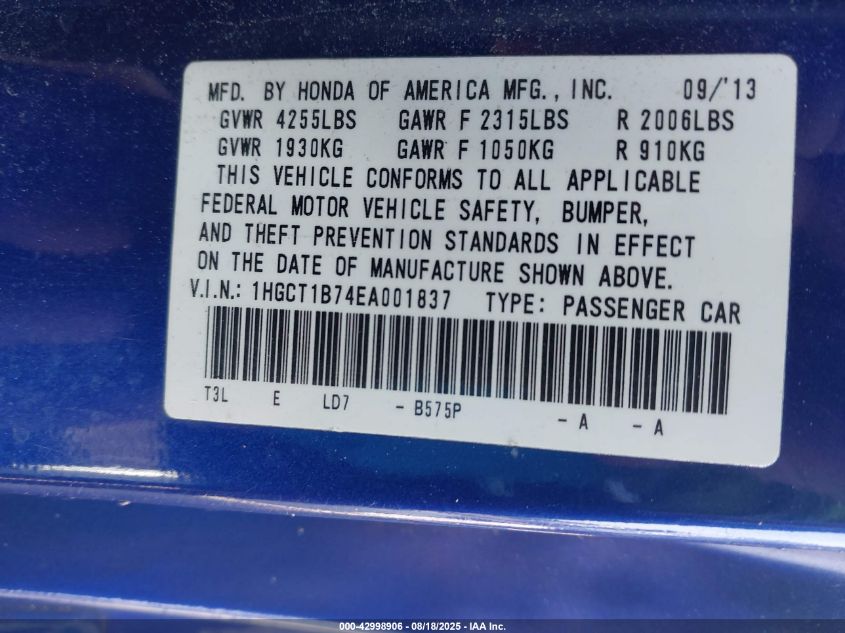 MFD. BY HONDA OF AMERICA MFG., INC. 09/'13
GVWR 4255LBS GAWR F 2315LBS R 2006LBS
GVWR 1930KG GAWR F 1050KG R 910KG
THIS VEHICLE CONFORMS TO ALL APPLICABLE
FEDERAL MOTOR VEHICLE SAFETY, BUMPER,
AND THEFT PREVENTION STANDARDS IN EFFECT
ON THE DATE OF MANUFACTURE SHOWN ABOVE.
V.I.N.: 1HGCT1B74EA001837 TYPE: PASSENGER CAR
T3L E LD7 - B575P - A - A
000-42998906 - 08/18/2025 - IAA Inc.